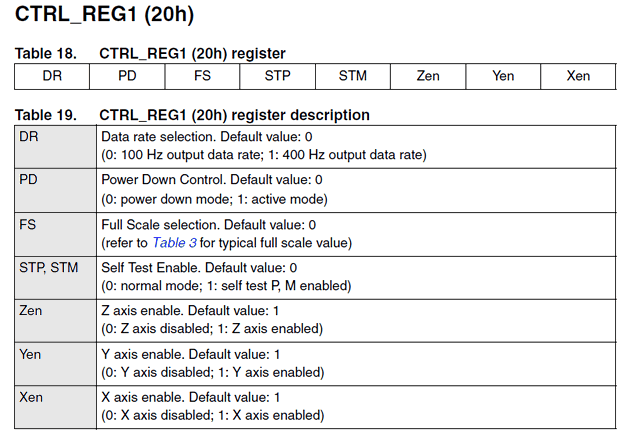 CTRL_REG1 (20h)
Table 18. CTRL_REG1 (20h) register
DR PD FS STP STM Zen Yen Xen
Table 19. CTRL_REG1 (20h) register description
DR Data rate selection. Default value: 0
(0: 100 Hz output data rate; 1: 400 Hz output data rate)
PD Power Down Control. Default value: 0
(0: power down mode; 1: active mode)
FS Full Scale selection. Default value: 0
(refer to Table 3 for typical full scale value)
STP, STM Self Test Enable. Default value: 0
(0: normal mode; 1: self test P, M enabled)
Zen Z axis enable. Default value: 1
(0: Z axis disabled; 1: Z axis enabled)
Yen Y axis enable. Default value: 1
(0: Y axis disabled; 1: Y axis enabled)
Xen X axis enable. Default value: 1
(0: X axis disabled; 1: X axis enabled)